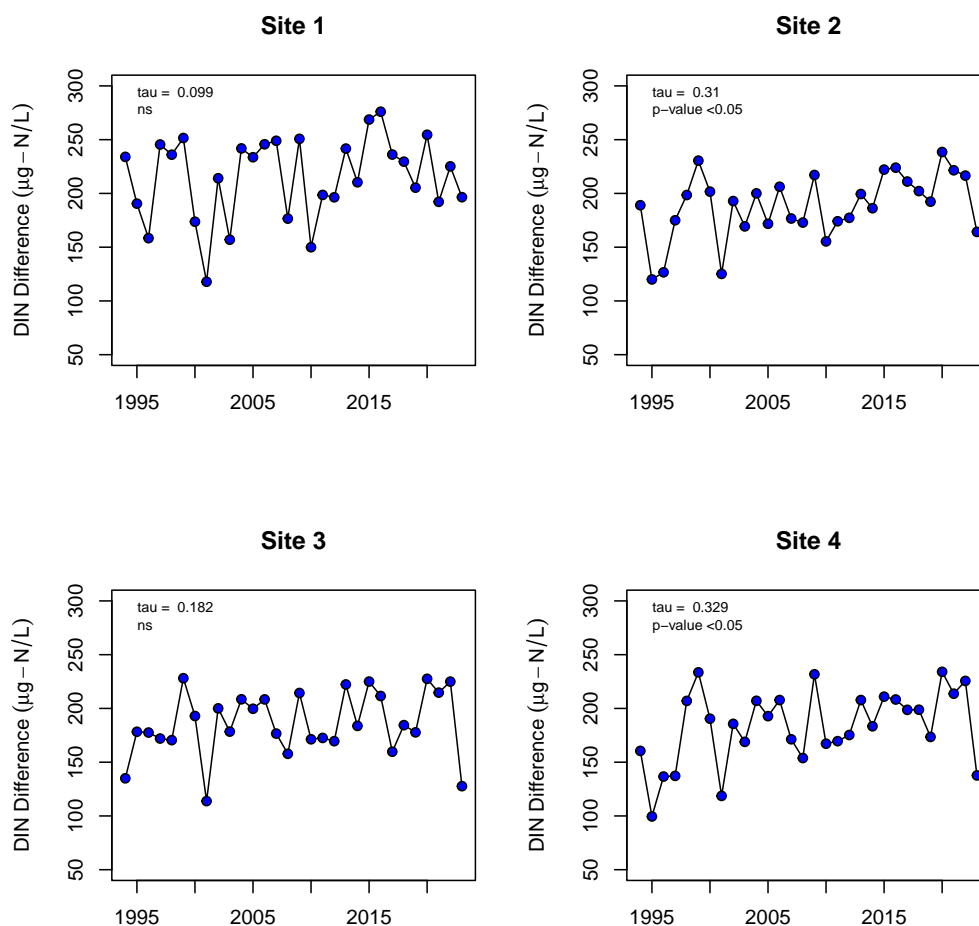 Site 1
DIN Difference (µg−N/L)
50 100 150 200 250 300
tau = 0.099
ns
1995 2005 2015
Site 2
DIN Difference (µg−N/L)
50 100 150 200 250 300
tau = 0.31
p−value <0.05
1995 2005 2015
Site 3
DIN Difference (µg−N/L)
50 100 150 200 250 300
tau = 0.182
ns
1995 2005 2015
Site 4
DIN Difference (µg−N/L)
50 100 150 200 250 300
tau = 0.329
p−value <0.05
1995 2005 2015